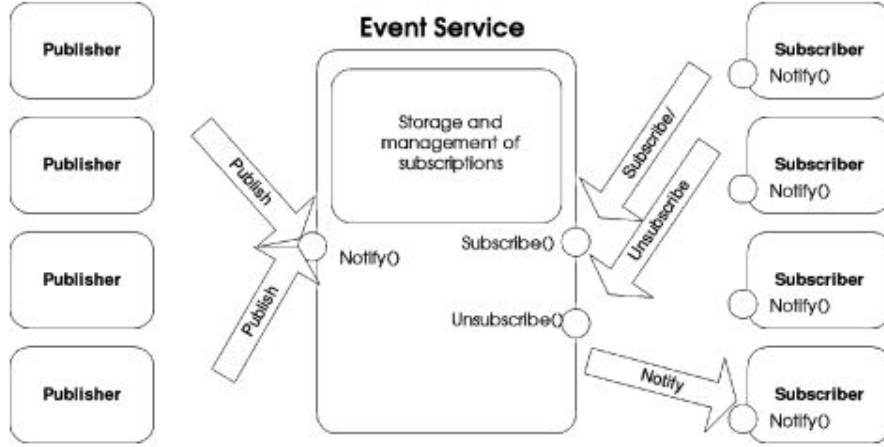 Event Service
Publisher
Publisher
Publisher
Publisher
Publish
Publish
Storage and
management of
subscriptions
Notify()
Subscribe()
Unsubscribe()
Subscribe/
Unsubscribe
Notify
Subscriber
Notify()
Subscriber
Notify()
Subscriber
Notify()
Subscriber
Notify()